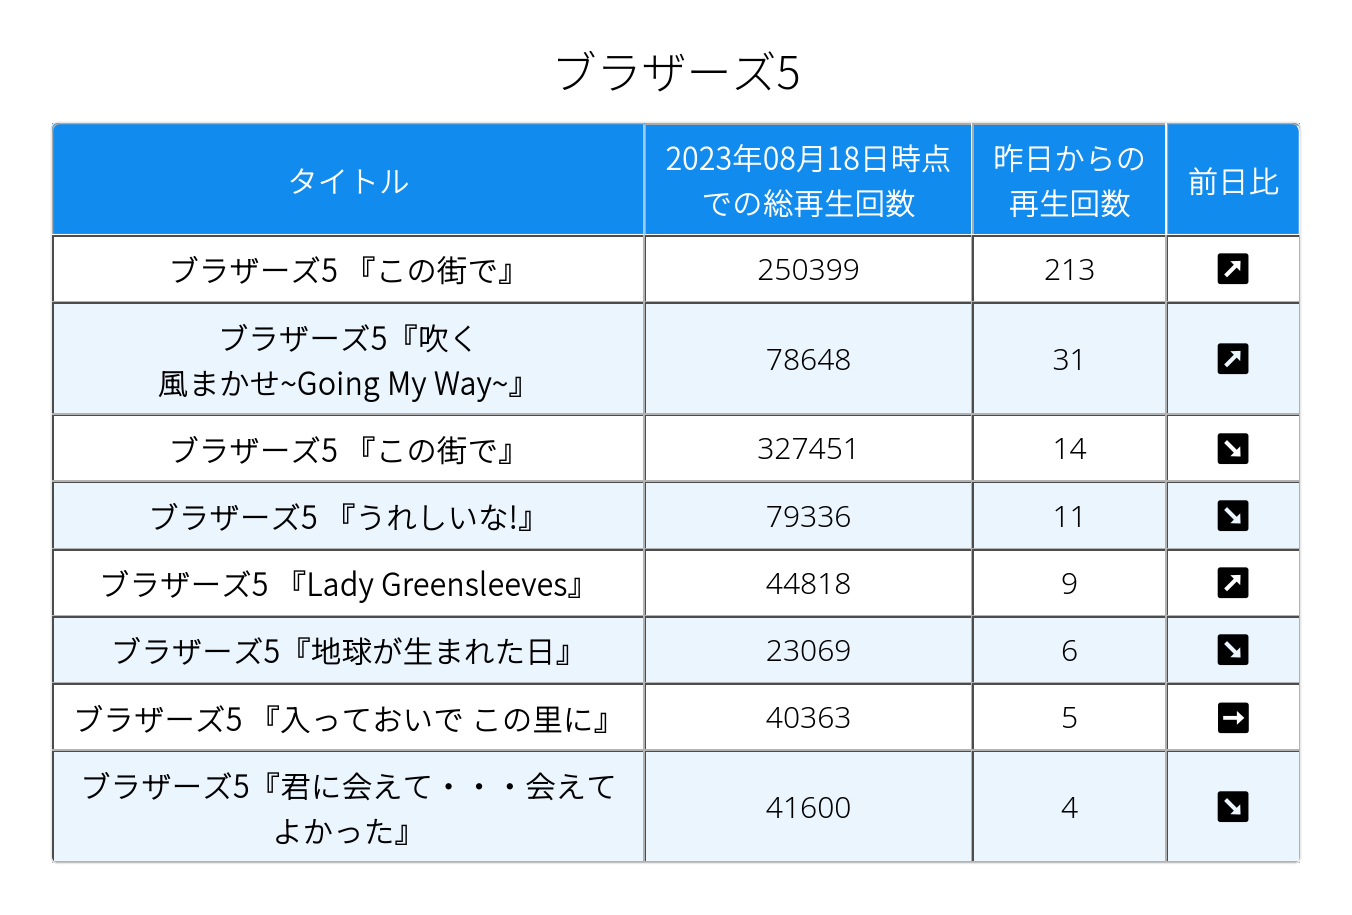 ブラザーズ5
タイトル
2023年08月18日時点
での総再生回数
昨日からの
再生回数
前日比
ブラザーズ5 『この街で』
250399
213
ブラザーズ5『吹く
風まかせ~Going My Way~』
78648
31
ブラザーズ5 『この街で』
327451
14
ブラザーズ5 『うれしいな!』
79336
11
ブラザーズ5 『Lady Greensleeves』
44818
9
ブラザーズ5『地球が生まれた日』
23069
6
ブラザーズ5 『入っておいで この里に』
40363
5
ブラザーズ5『君に会えて・・・会えて
よかった』
41600
4